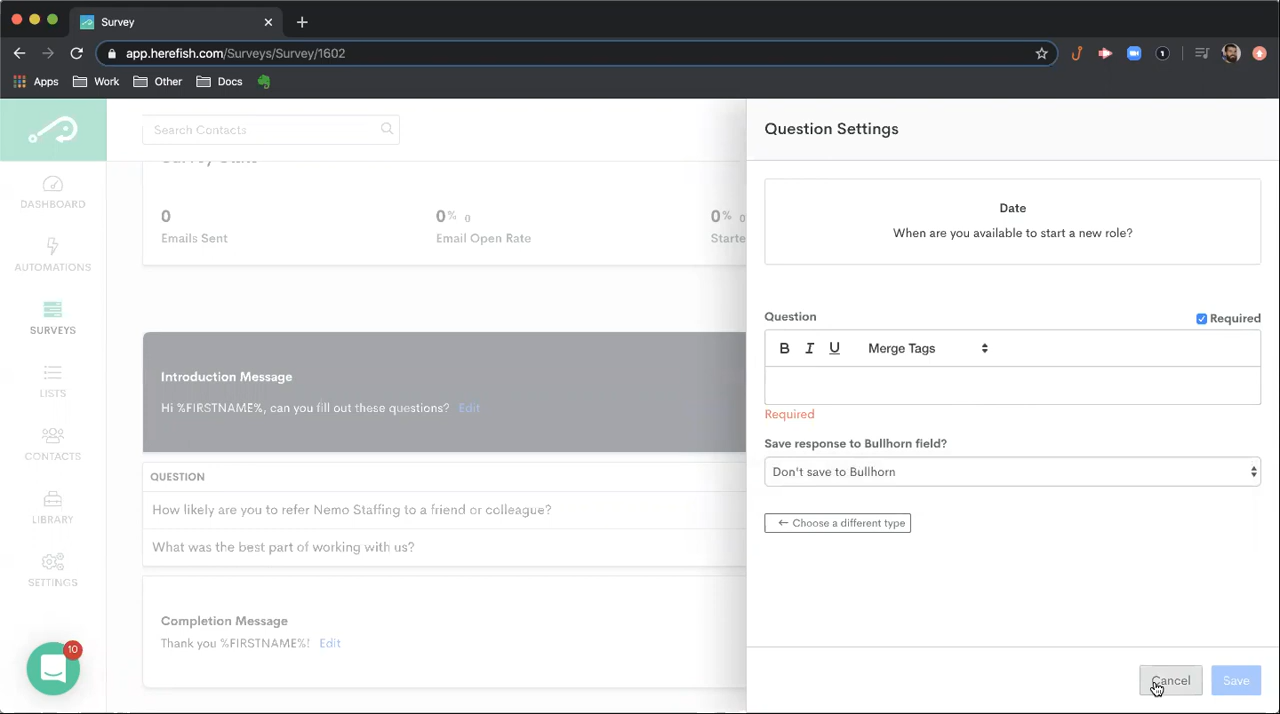 Survey
app.herefish.com/Surveys/Survey/1602
Apps Work Other Docs
Search Contacts
Survey Stats
0 0% 0 0%
Emails Sent Email Open Rate Starte
DASHBOARD
AUTOMATIONS
SURVEYS
LISTS
CONTACTS
LIBRARY
SETTINGS
10
Introduction Message
Hi %FIRSTNAME%, can you fill out these questions? Edit
QUESTION
How likely are you to refer Nemo Staffing to a friend or colleague?
What was the best part of working with us?
Completion Message
Thank you %FIRSTNAME%! Edit
Question Settings
Date
When are you available to start a new role?
Question Required
B I U Merge Tags
Required
Save response to Bullhorn field?
Don't save to Bullhorn
← Choose a different type
Cancel Save